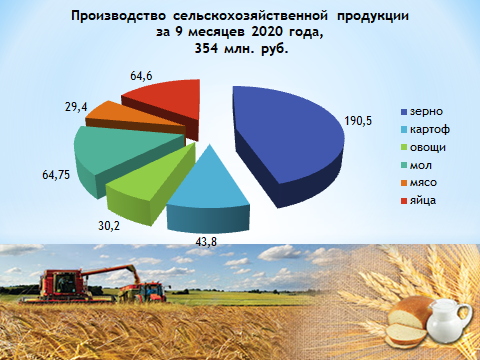 Производство сельскохозяйственной продукции
за 9 месяцев 2020 года,
354 млн. руб.
64,6
29,4
190,5
64,75
30,2
43,8
зерно
картоф
овощи
мол
мясо
яйца